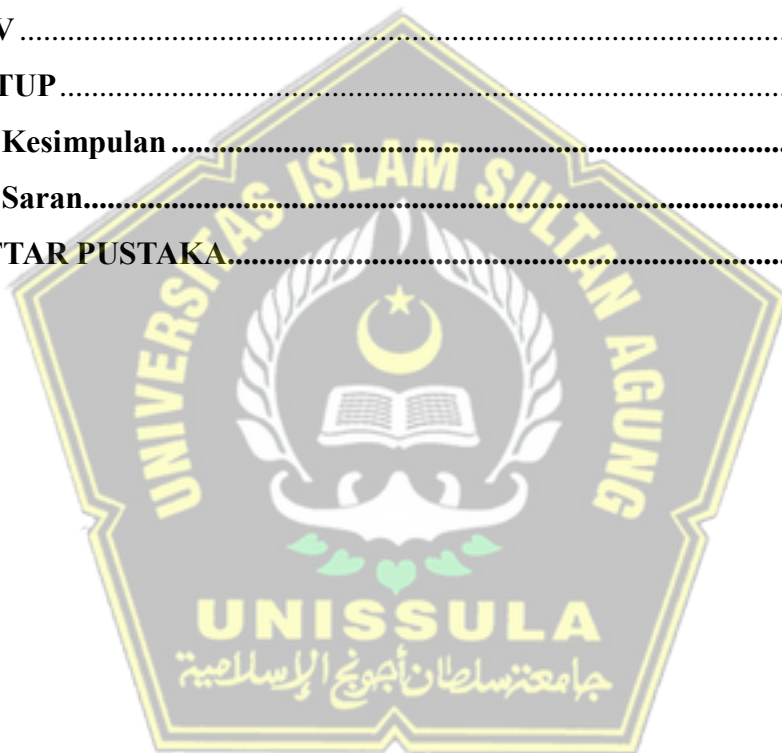 V ........................................................................
TUP ........................................................................
Kesimpulan ........................................................................
Saran ........................................................................
TAR PUSTAKA ........................................................................
UNIVERSITAS ISLAM SULTAN AGUNG
UNISSULA
جامعة سلطان أجونج الإسلامية